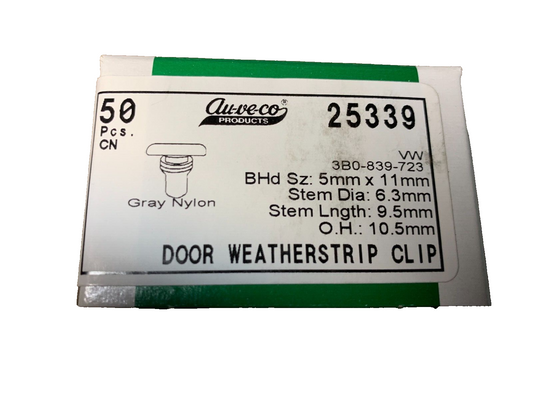 50
Pcs.
CN
au-ve-co®
PRODUCTS
25339
VW
3B0-839-723
BHd Sz: 5mm x 11mm
Stem Dia: 6.3mm
Stem Lngth: 9.5mm
O.H.: 10.5mm
Gray Nylon
DOOR WEATHERSTRIP CLIP